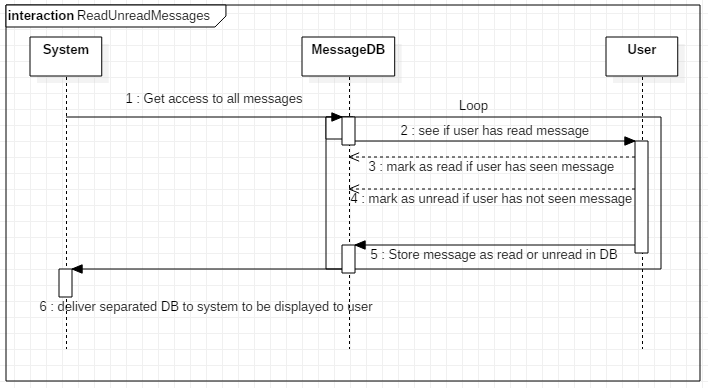 interaction ReadUnreadMessages
System
MessageDB
User
1 : Get access to all messages
Loop
2 : see if user has read message
3 : mark as read if user has seen message
4 : mark as unread if user has not seen message
5 : Store message as read or unread in DB
6 : deliver separated DB to system to be displayed to user